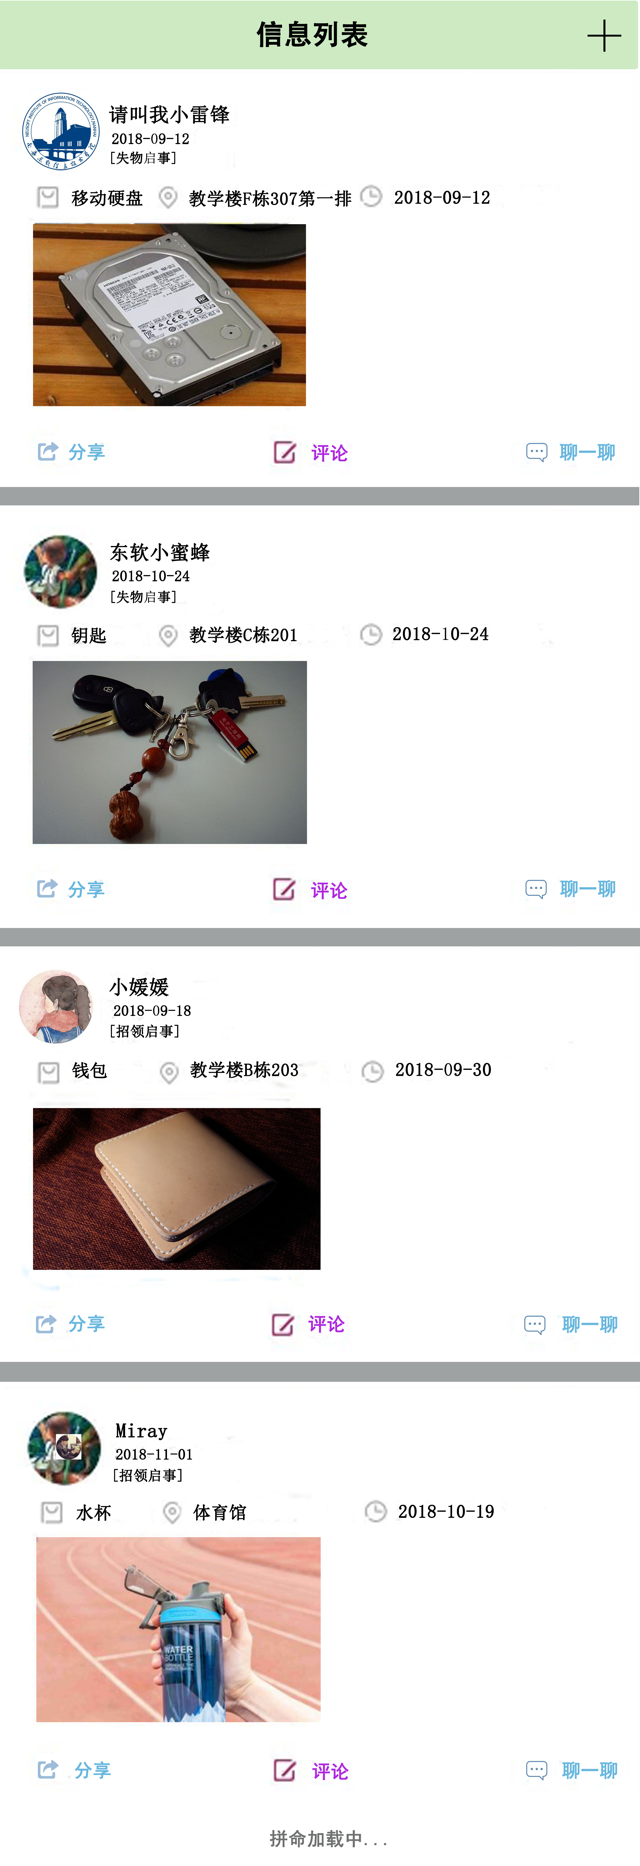 信息列表
请叫我小雷锋
2018-09-12
[失物启事]
移动硬盘 教学楼F栋307第一排 2018-09-12
分享 评论 聊一聊
东软小蜜蜂
2018-10-24
[失物启事]
钥匙 教学楼C栋201 2018-10-24
分享 评论 聊一聊
小媛媛
2018-09-18
[招领启事]
钱包 教学楼B栋203 2018-09-30
分享 评论 聊一聊
Miray
2018-11-01
[招领启事]
水杯 体育馆 2018-10-19
WATER
BOTTLE
分享 评论 聊一聊
拼命加载中...